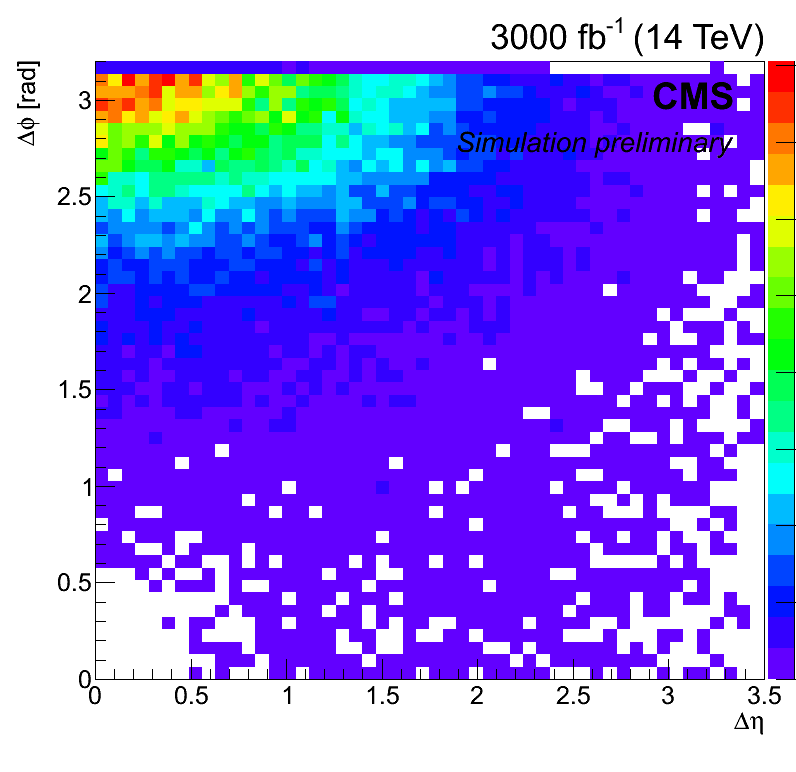 3000 fb-1 (14 TeV)
Δϕ [rad]
CMS
Simulation preliminary
3
2.5
2
1.5
1
0.5
0
0 0.5 1 1.5 2 2.5 3 3.5
Δη